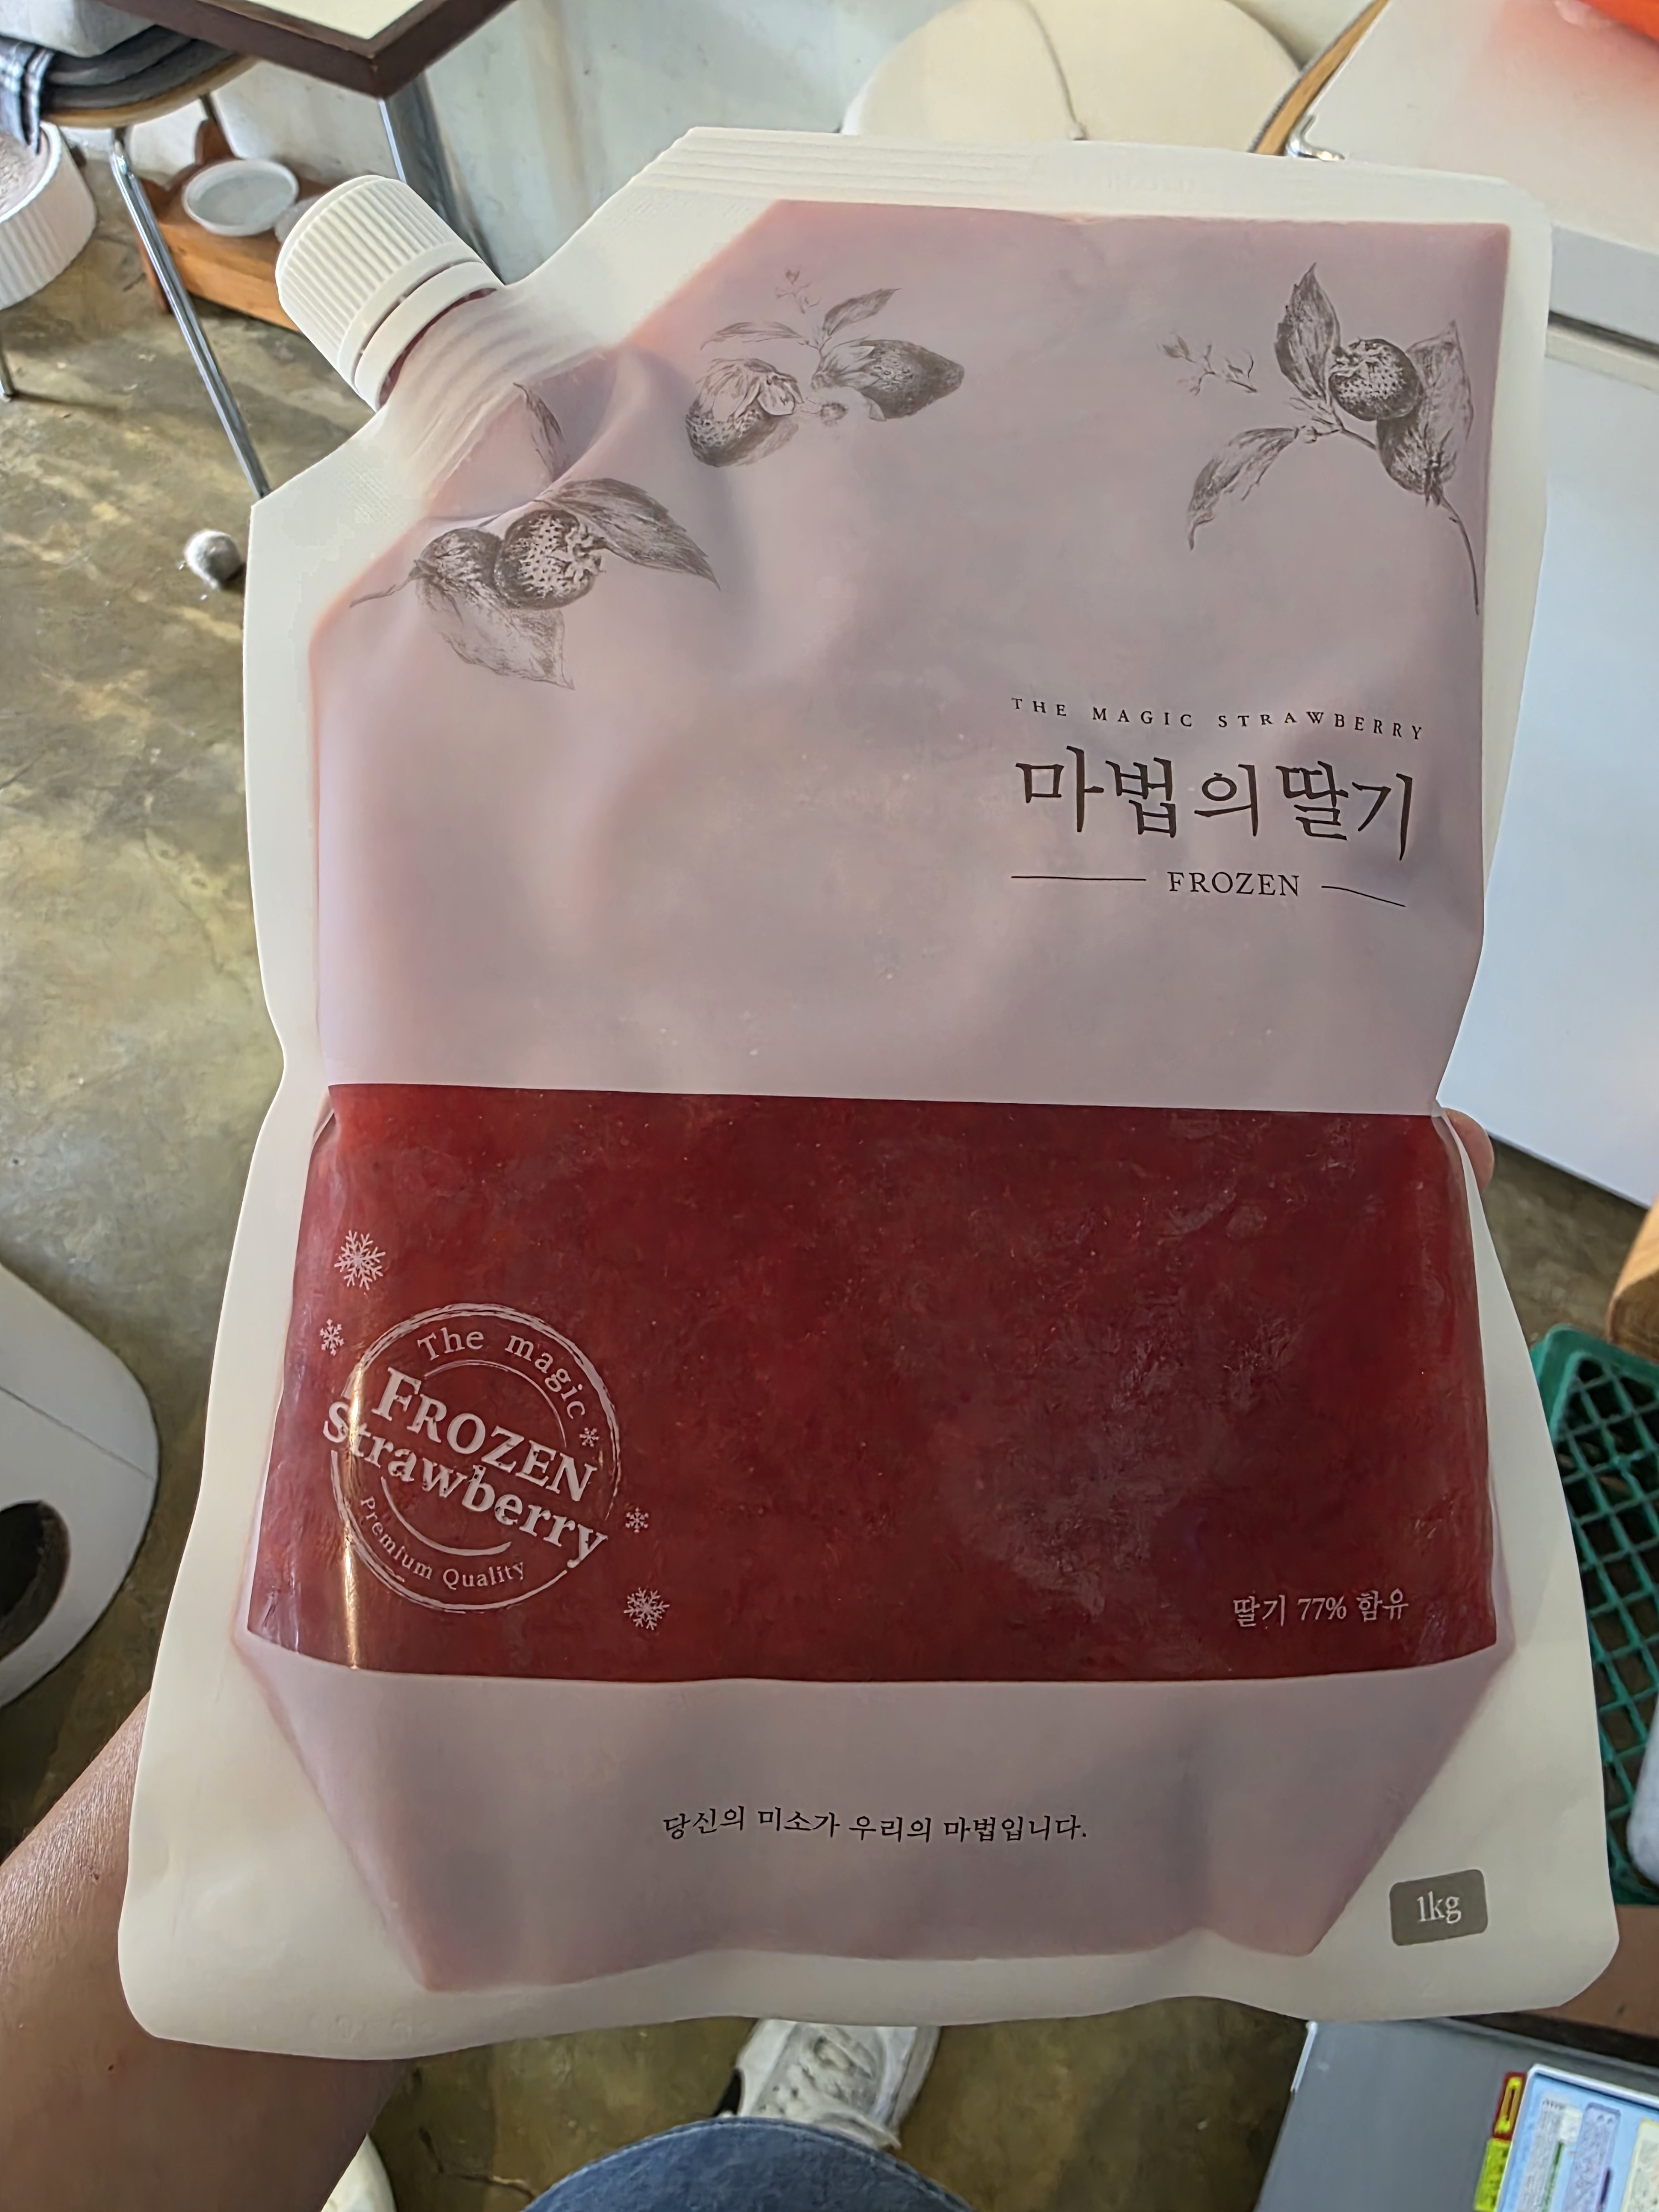 THE MAGIC STRAWBERRY
마법의딸기
FROZEN
The magic
FROZEN
Strawberry
Premium Quality
딸기 77% 함유
당신의 미소가 우리의 마법입니다.
1kg